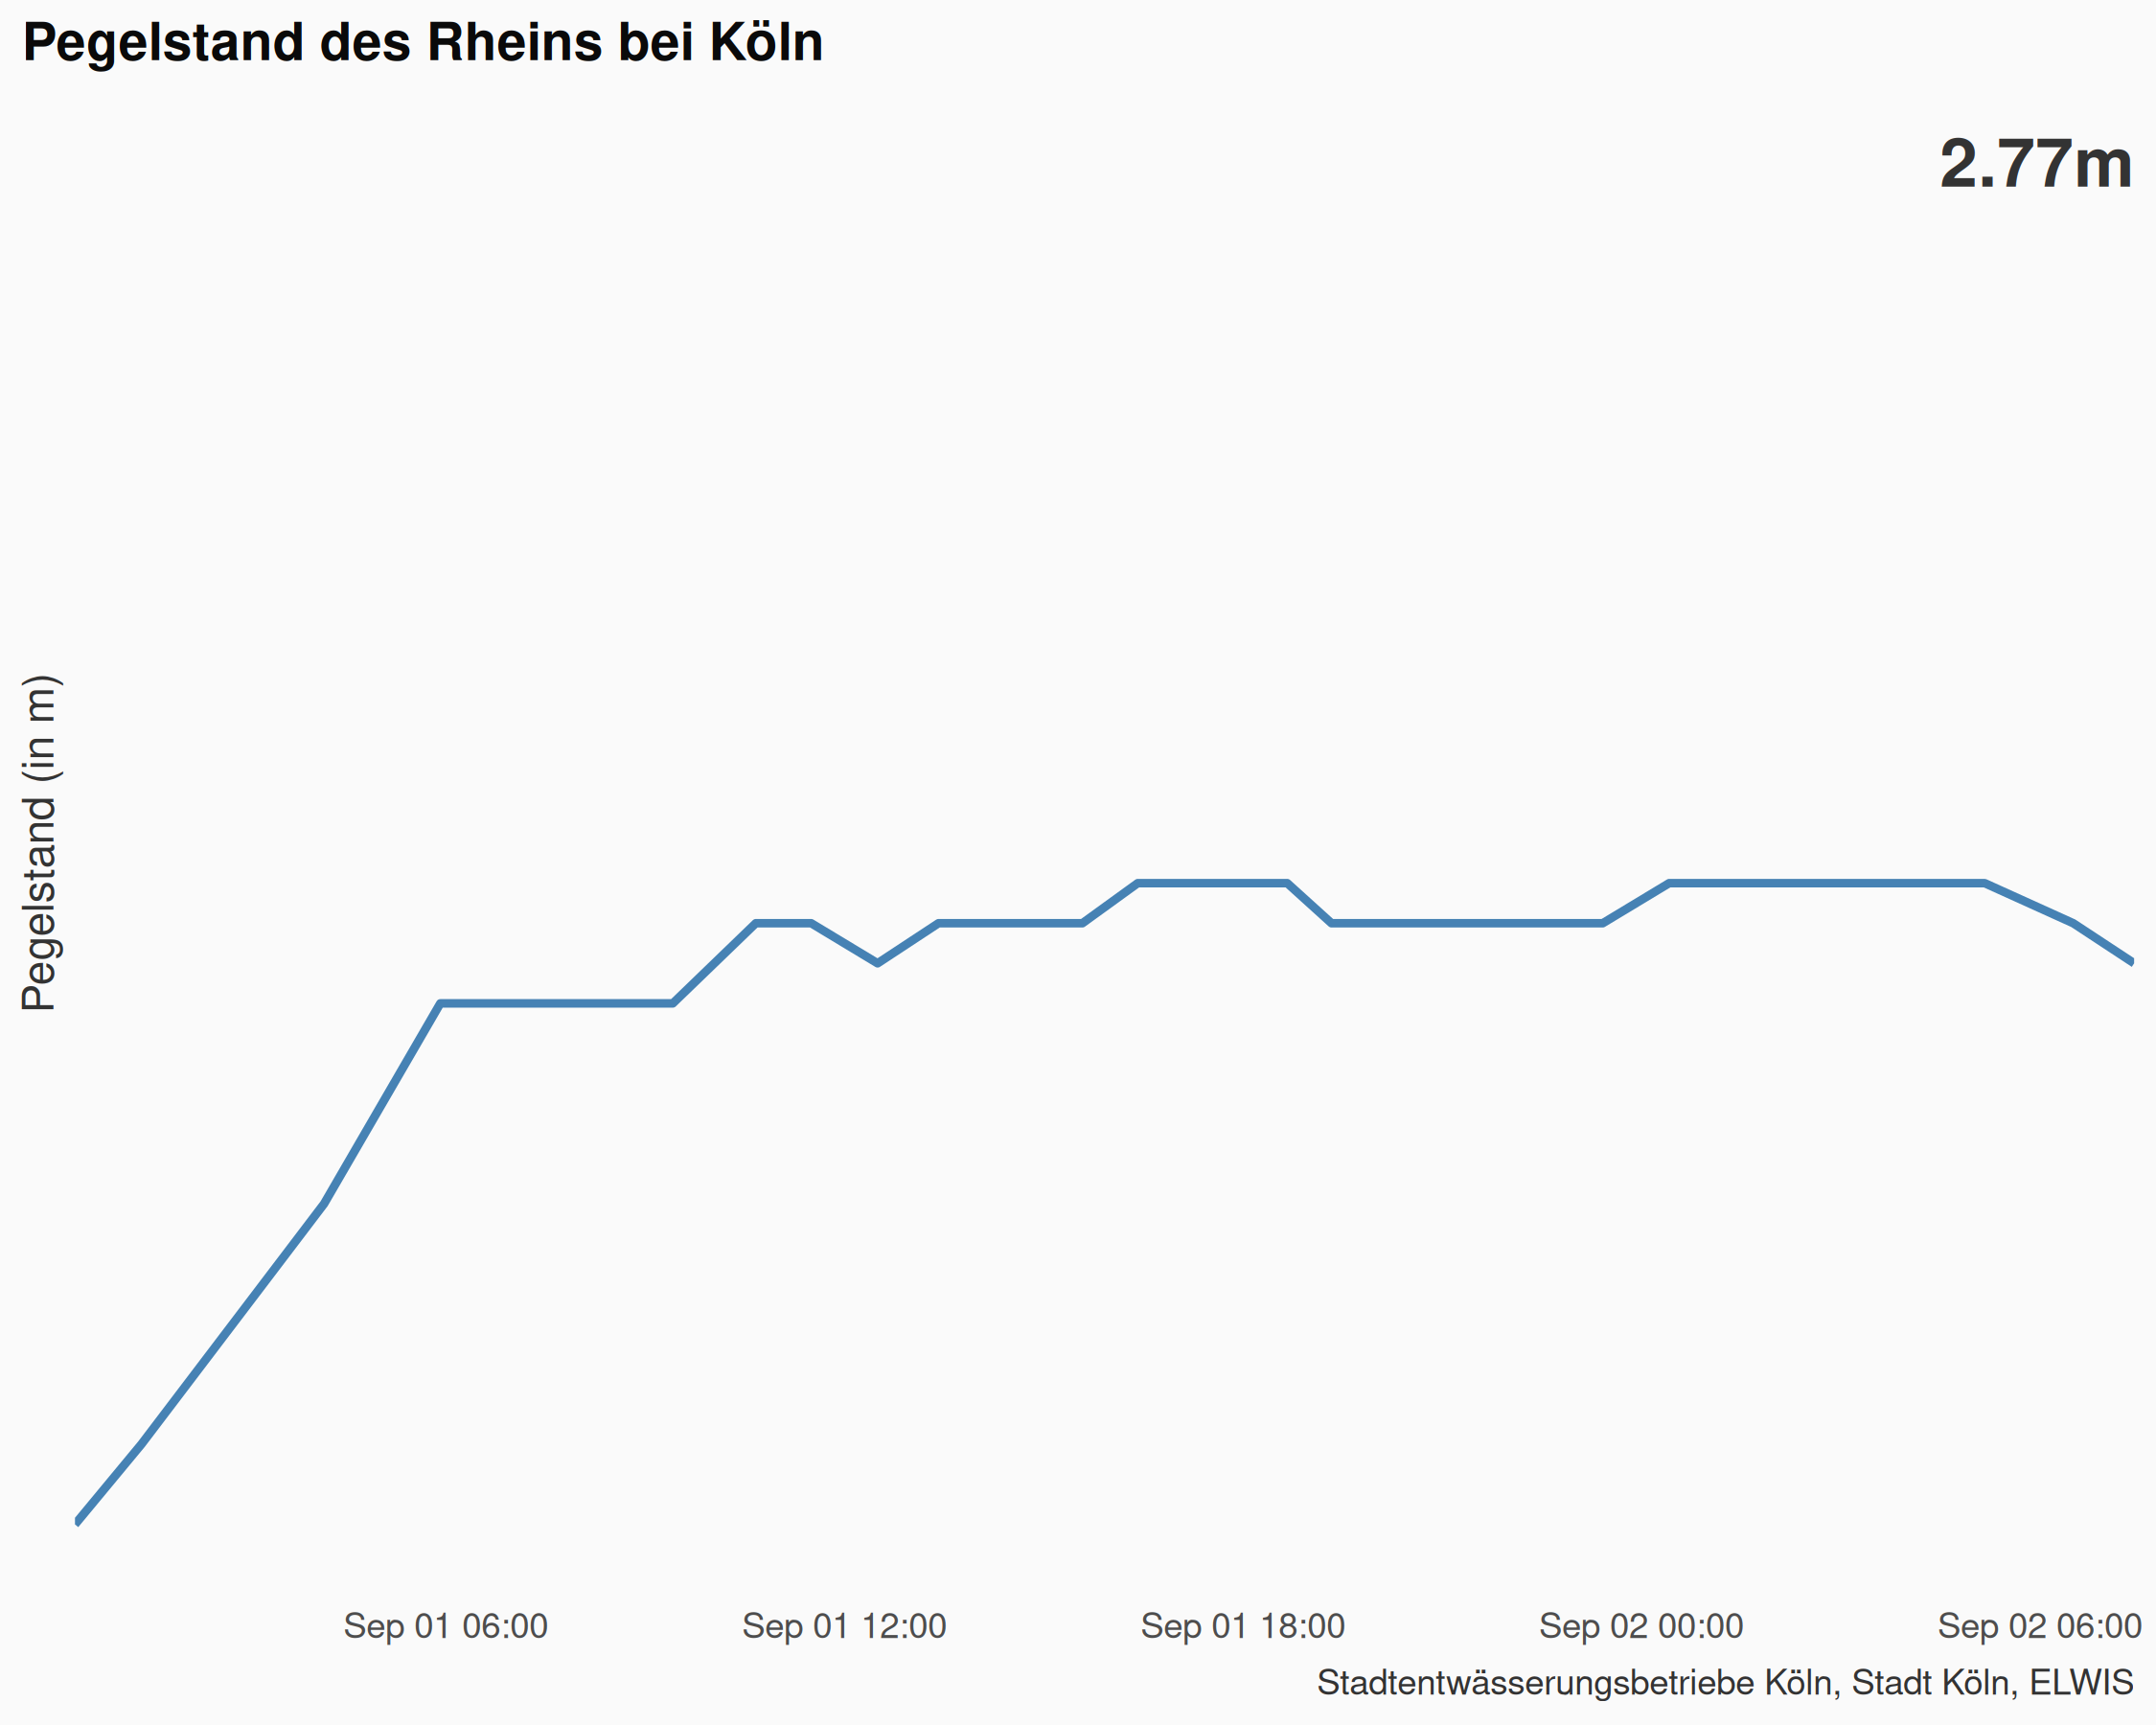 Pegelstand des Rheins bei Köln
2.77m
Pegelstand (in m)
Sep 01 06:00
Sep 01 12:00
Sep 01 18:00
Sep 02 00:00
Sep 02 06:00
Stadtentwässerungsbetriebe Köln, Stadt Köln, ELWIS